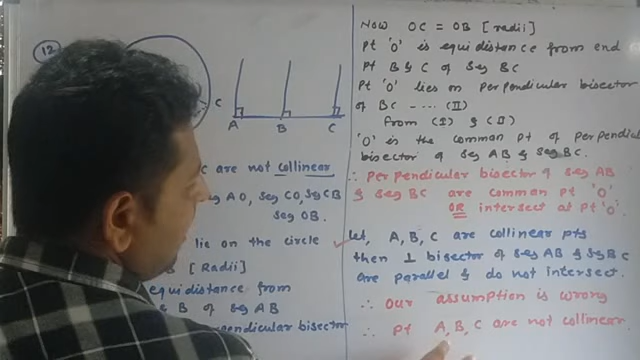 12
C
A B C
C are not collinear
AO, seg CO, seg CB
seg OB.
lie on the circle
[Radii]
equidistance from
B of seg AB
perpendicular bisector
Now OC = OB [radii]
Pt 'O' is equidistance from end
pt B & C of seg BC
Pt 'O' lies on perpendicular bisector
of BC ---- (II)
from (I) & (II)
'O' is the comman pt of perpendi
bisector of seg AB & seg BC.
∴ perpendicular bisector of seg AB
& seg BC are comman pt 'O'
OR intersect at pt 'O'.
Let, A, B, C are collinear pts
then ⊥ bisector of seg AB & seg BC
are parallel & do not intersect.
∴ Our assumption is wrong
∴ Pt A, B, C are not collinear.